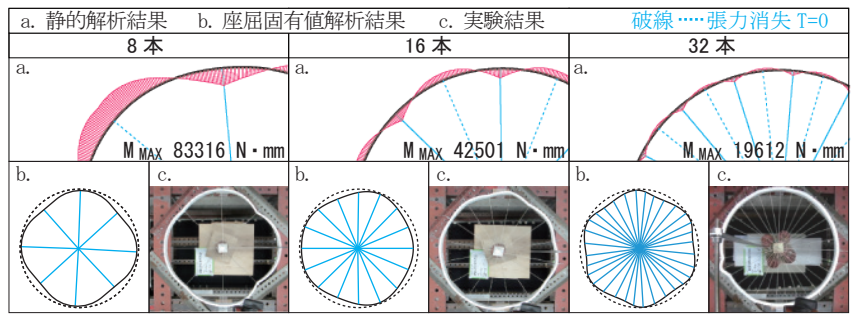 a. 静的解析結果 b. 座屈固有値解析結果 c. 実験結果 破線 ····· 張力消失 T=0
8 本 16 本 32 本
a. a. a.
M MAX 83316 N・mm M MAX 42501 N・mm M MAX 19612 N・mm
b. c. b. c. b. c.